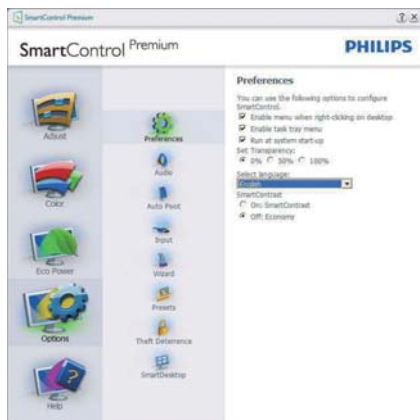 SmartControl Premium
SmartControl Premium
PHILIPS
Adjust
Color
Eco Power
Options
Help
Preferences
Audio
Auto Pivot
Input
Wizard
Presets
Theft Deterrence
SmartDesktop
Preferences
You can use the following options to configure
SmartControl.
Enable menu when right-clicking on desktop
Enable task tray menu
Run at system start-up
Set Transparency:
0% 50% 100%
Select language:
English
SmartContrast
On: SmartContrast
Off: Economy